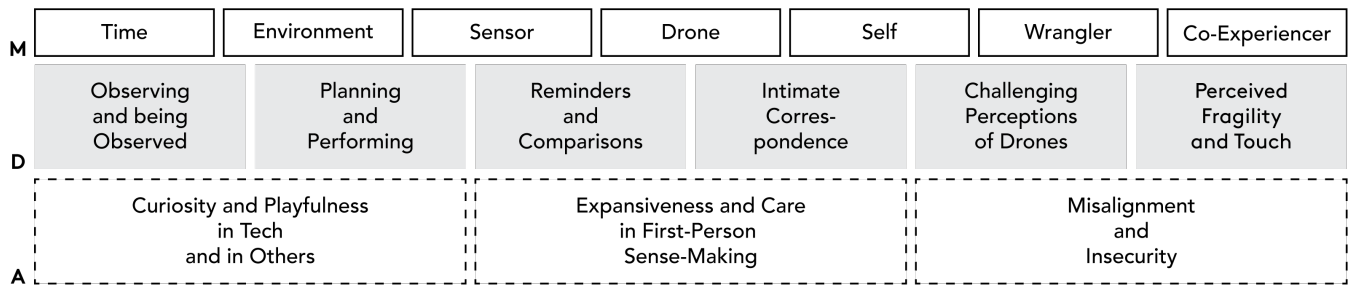 M
Time
Environment
Sensor
Drone
Self
Wrangler
Co-Experiencer
D
Observing
and being
Observed
Planning
and
Performing
Reminders
and
Comparisons
Intimate
Corres-
pondence
Challenging
Perceptions
of Drones
Perceived
Fragility
and Touch
A
Curiosity and Playfulness
in Tech
and in Others
Expansiveness and Care
in First-Person
Sense-Making
Misalignment
and
Insecurity